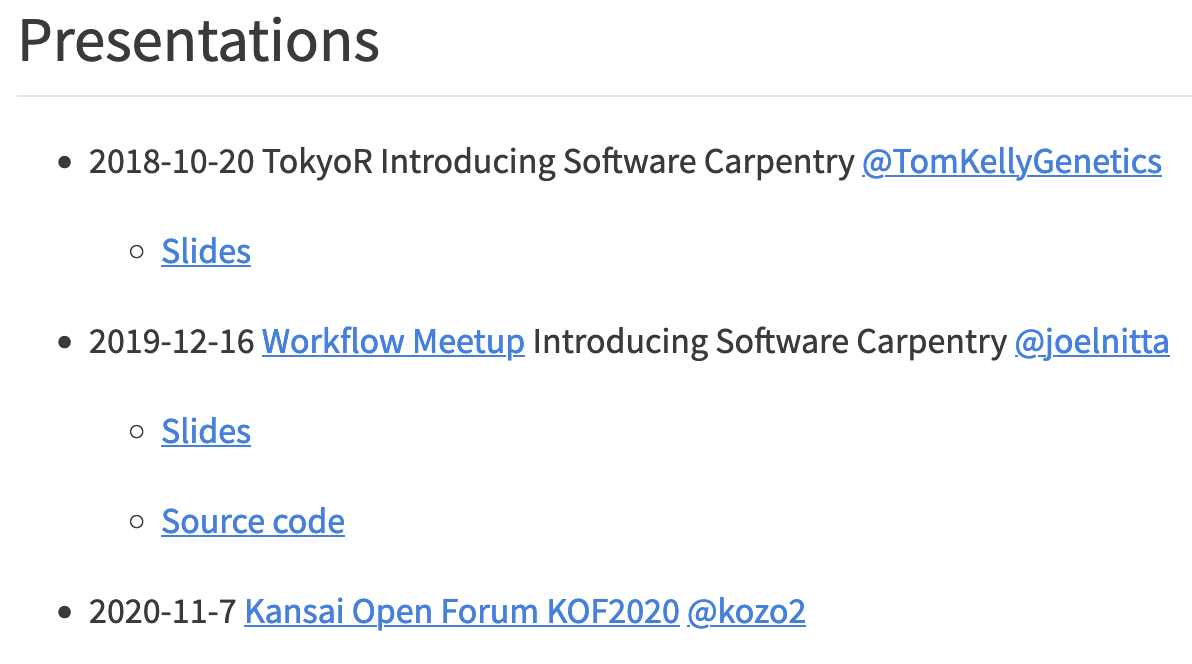 Presentations
2018-10-20 TokyoR Introducing Software Carpentry @TomKellyGenetics
Slides
2019-12-16 Workflow Meetup Introducing Software Carpentry @joelnitta
Slides
Source code
2020-11-7 Kansai Open Forum KOF2020 @kozo2